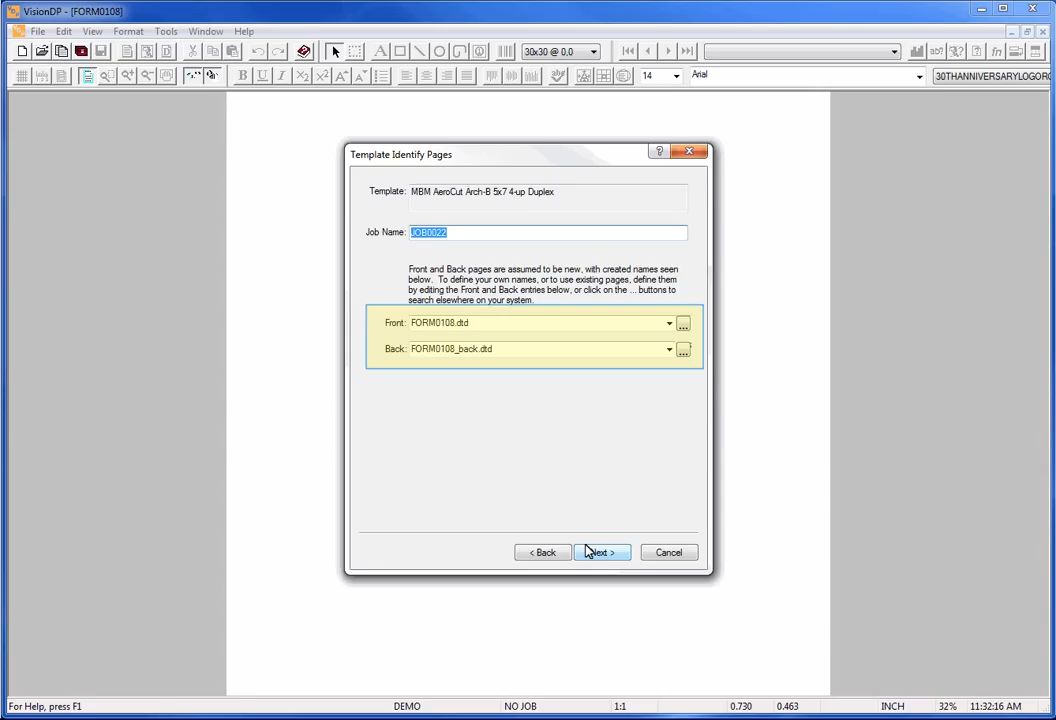 VisionDP - [FORM0108]
File Edit View Format Tools Window Help
30x30 @ 0,0
B U I X₂ X² 14 Arial 30THANNIVERSARYLOGOR
Template Identify Pages
Template: MBM AeroCut Arch-B 5x7 4-up Duplex
Job Name: JOB0022
Front and Back pages are assumed to be new, with created names seen
below. To define your own names, or to use existing pages, define them
by editing the Front and Back entries below, or click on the ... buttons to
search elsewhere on your system.
Front: FORM0108.dtd ...
Back: FORM0108_back.dtd ...
< Back Next > Cancel
For Help, press F1 DEMO NO JOB 1:1 0.730 0.463 INCH 32% 11:32:16 AM